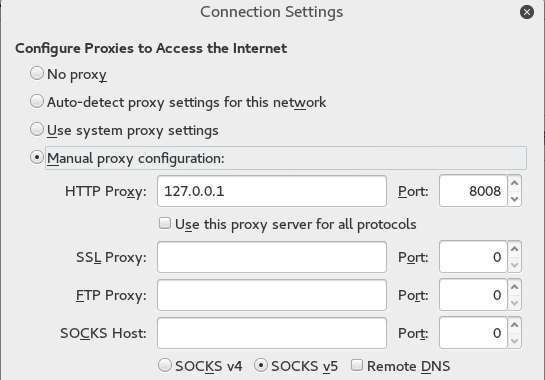 Connection Settings
Configure Proxies to Access the Internet
No proxy
Auto-detect proxy settings for this network
Use system proxy settings
Manual proxy configuration:
HTTP Proxy: 127.0.0.1 Port: 8008
Use this proxy server for all protocols
SSL Proxy: Port: 0
FTP Proxy: Port: 0
SOCKS Host: Port: 0
SOCKS v4 SOCKS v5 Remote DNS